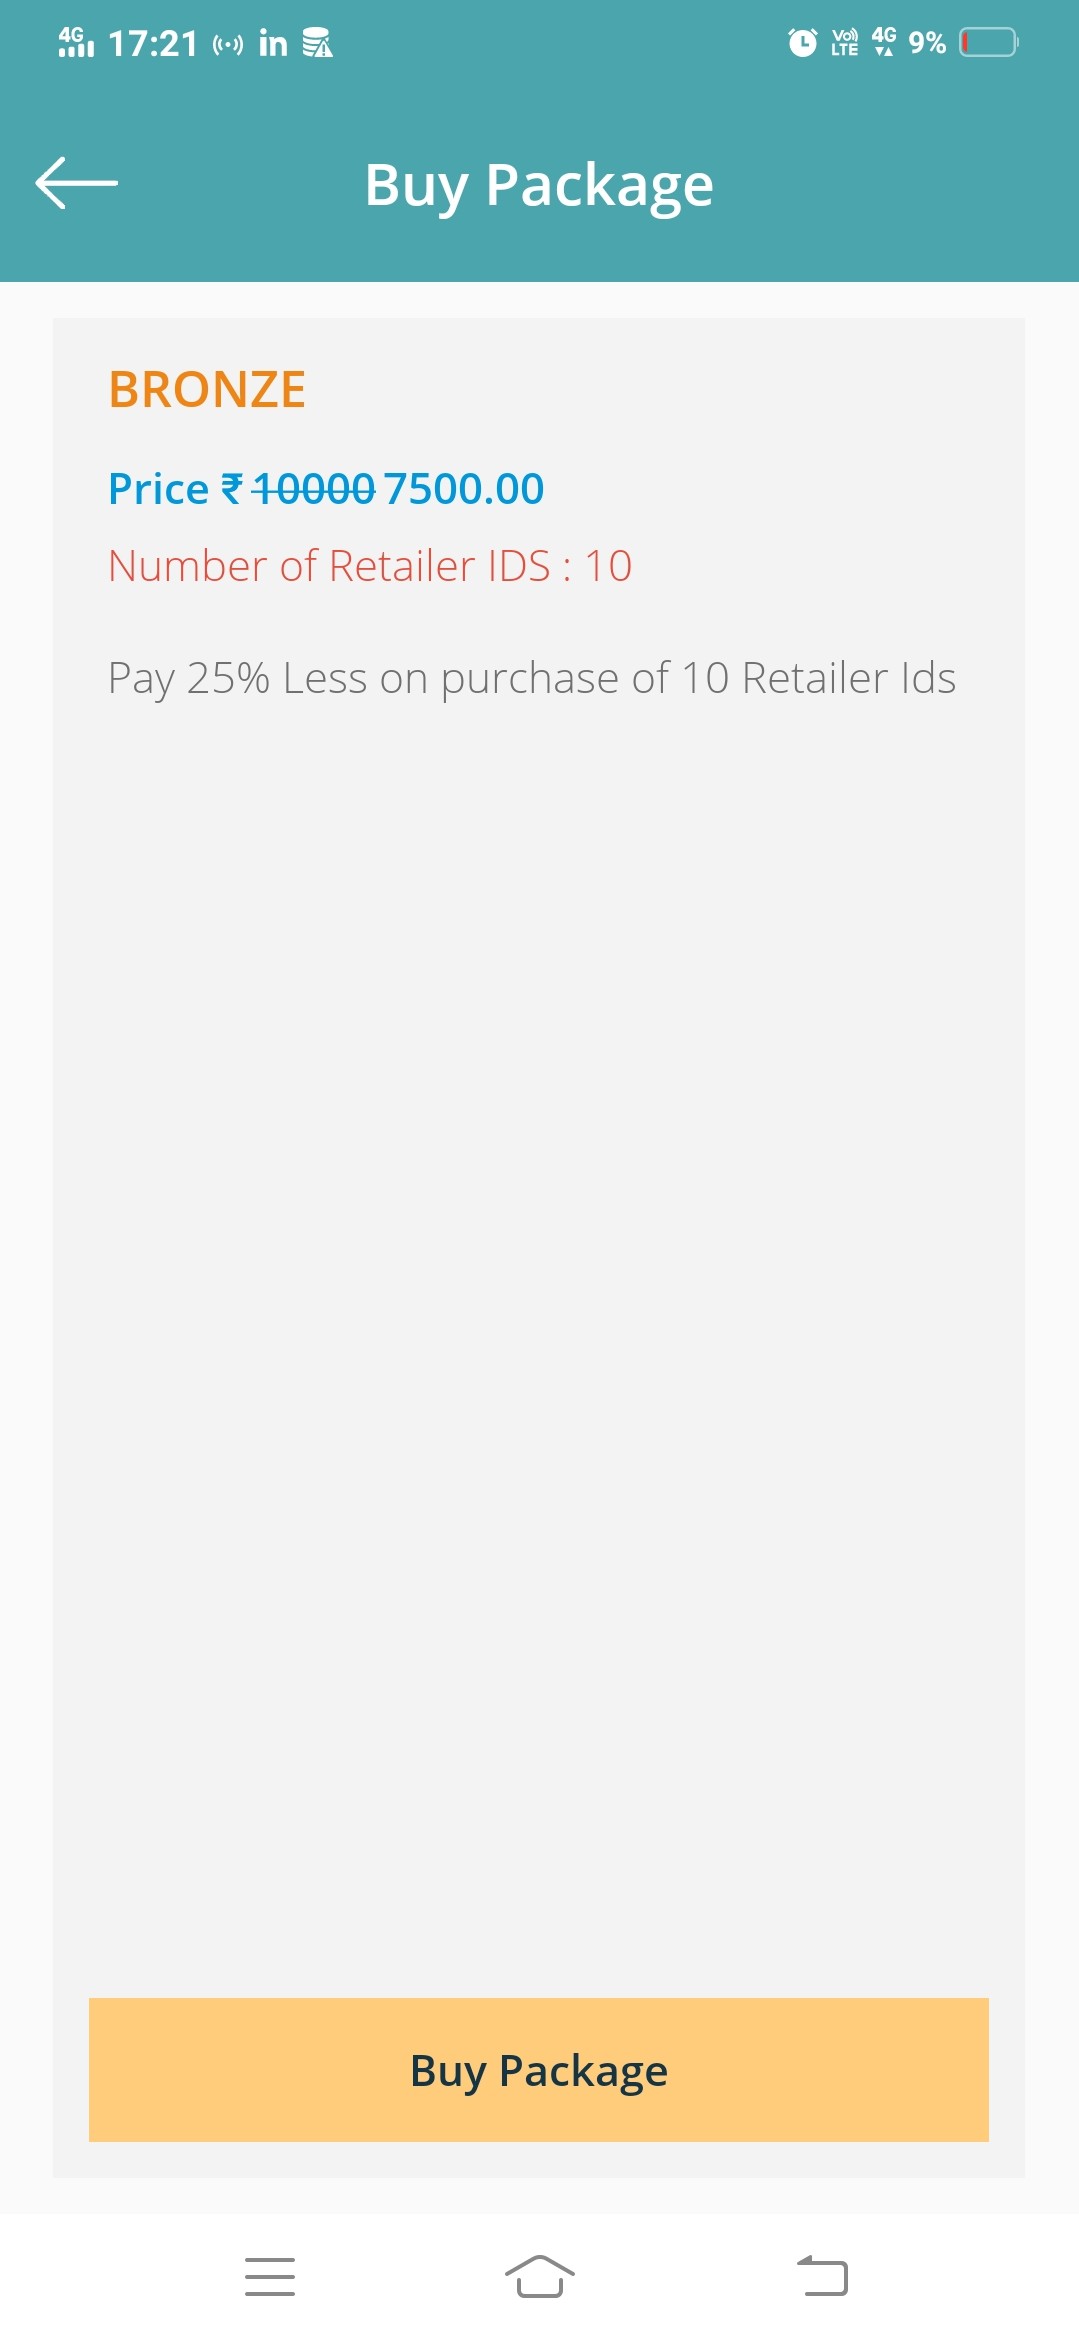 4G 17:21 in Vo)) LTE 4G 9%
Buy Package
BRONZE
Price ₹ 10000 7500.00
Number of Retailer IDS : 10
Pay 25% Less on purchase of 10 Retailer Ids
Buy Package